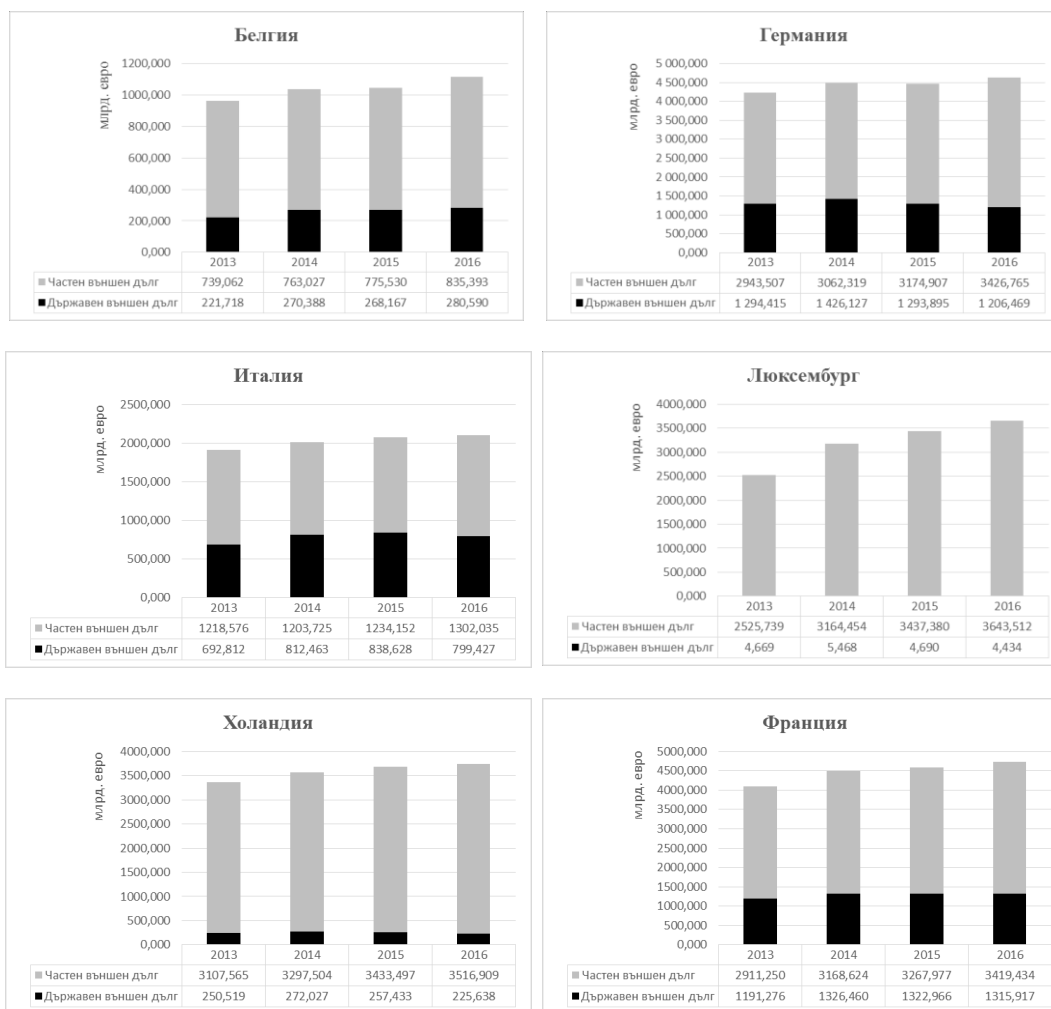 Белгия
млрд. евро
1200,000
1000,000
800,000
600,000
400,000
200,000
0,000
2013 2014 2015 2016
Частен външен дълг 739,062 763,027 775,530 835,393
Държавен външен дълг 221,718 270,388 268,167 280,590
Германия
млрд. евро
5 000,000
4 500,000
4 000,000
3 500,000
3 000,000
2 500,000
2 000,000
1 500,000
1 000,000
500,000
0,000
2013 2014 2015 2016
Частен външен дълг 2943,507 3062,319 3174,907 3426,765
Държавен външен дълг 1 294,415 1 426,127 1 293,895 1 206,469
Италия
млрд. евро
2500,000
2000,000
1500,000
1000,000
500,000
0,000
2013 2014 2015 2016
Частен външен дълг 1218,576 1203,725 1234,152 1302,035
Държавен външен дълг 692,812 812,463 838,628 799,427
Люксембург
млрд. евро
4000,000
3500,000
3000,000
2500,000
2000,000
1500,000
1000,000
500,000
0,000
2013 2014 2015 2016
Частен външен дълг 2525,739 3164,454 3437,380 3643,512
Държавен външен дълг 4,669 5,468 4,690 4,434
Холандия
млрд. евро
4000,000
3500,000
3000,000
2500,000
2000,000
1500,000
1000,000
500,000
0,000
2013 2014 2015 2016
Частен външен дълг 3107,565 3297,504 3433,497 3516,909
Държавен външен дълг 250,519 272,027 257,433 225,638
Франция
млрд. евро
5000,000
4500,000
4000,000
3500,000
3000,000
2500,000
2000,000
1500,000
1000,000
500,000
0,000
2013 2014 2015 2016
Частен външен дълг 2911,250 3168,624 3267,977 3419,434
Държавен външен дълг 1191,276 1326,460 1322,966 1315,917